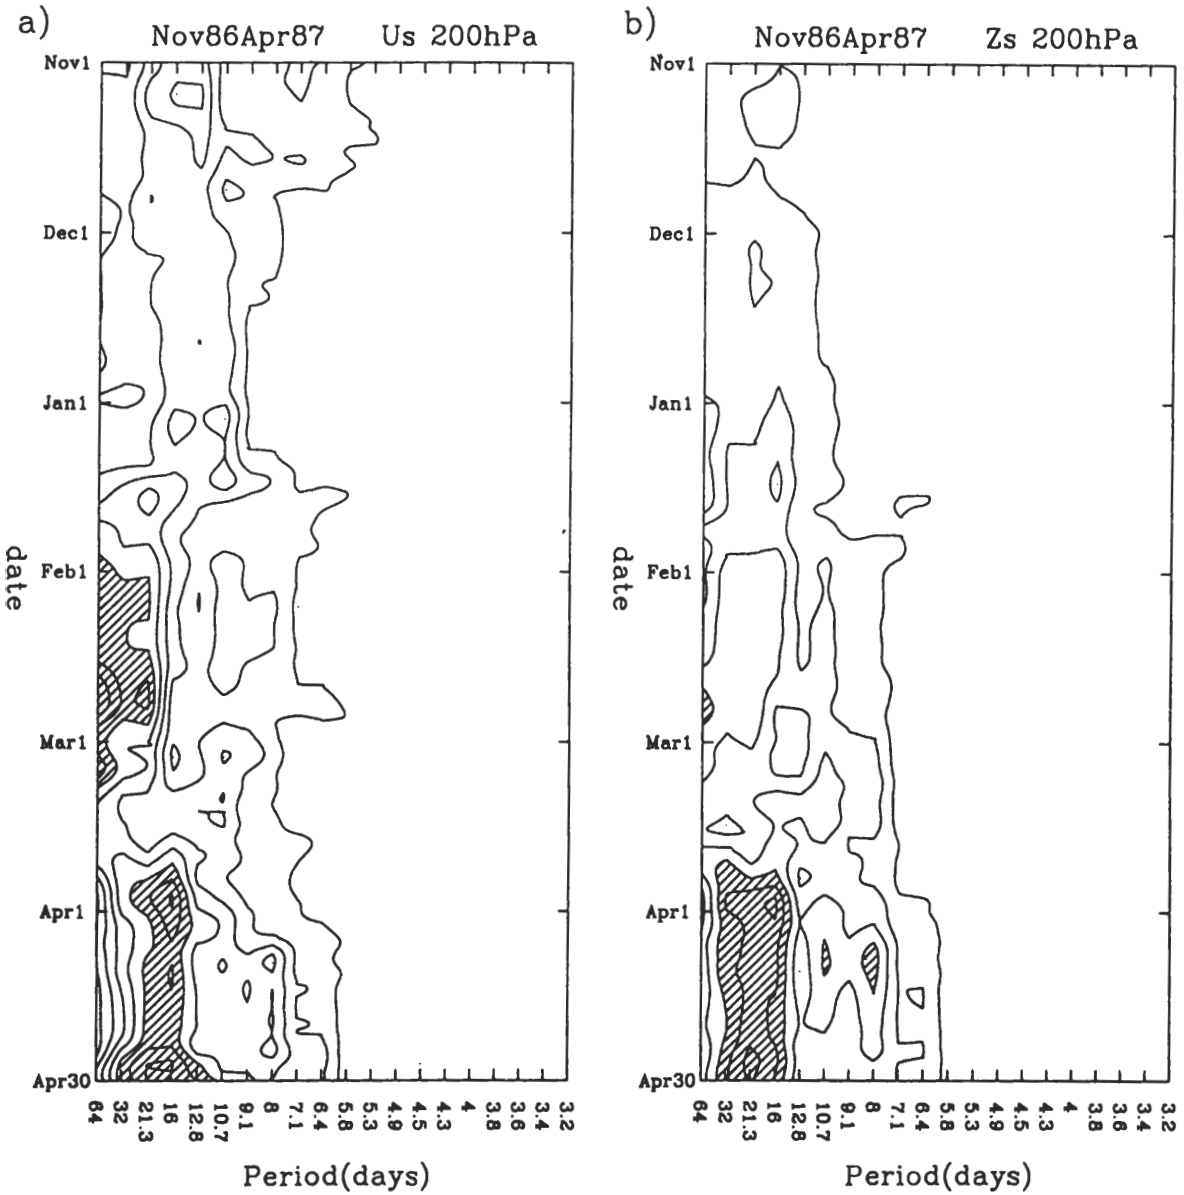 a)
Nov86Apr87 Us 200hPa
Nov1
Dec1
Jan1
Feb1
Mar1
Apr1
Apr30
date
64 32 21.3 16 12.8 10.7 9.1 8 7.1 6.4 5.8 5.3 4.9 4.5 4.3 4 3.8 3.6 3.4 3.2
Period(days)
b)
Nov86Apr87 Zs 200hPa
Nov1
Dec1
Jan1
Feb1
Mar1
Apr1
Apr30
date
64 32 21.3 16 12.8 10.7 9.1 8 7.1 6.4 5.8 5.3 4.9 4.5 4.3 4 3.8 3.6 3.4 3.2
Period(days)